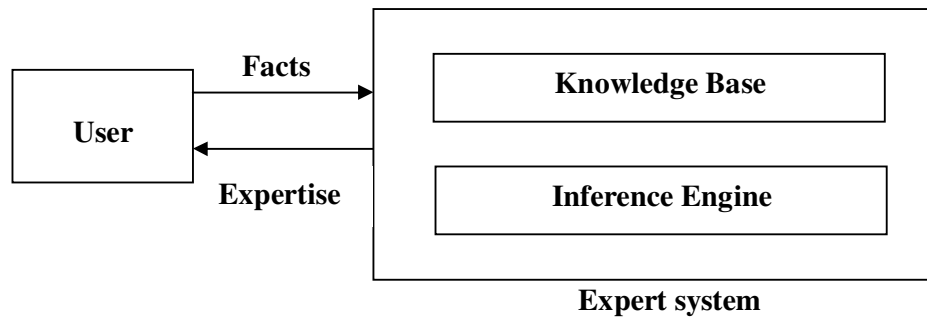 Facts
User
Expertise
Knowledge Base
Inference Engine
Expert system